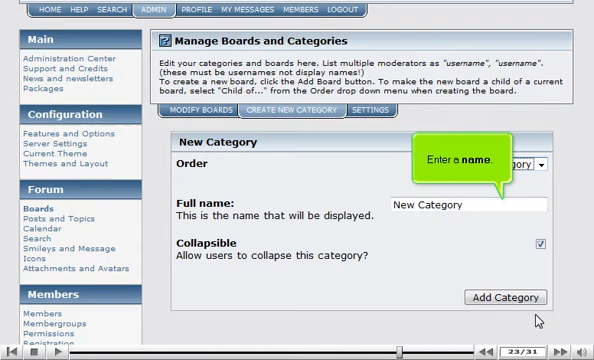 HOME HELP SEARCH ADMIN PROFILE MY MESSAGES MEMBERS LOGOUT
Main
Administration Center
Support and Credits
News and newsletters
Packages
Configuration
Features and Options
Server Settings
Current Theme
Themes and Layout
Forum
Boards
Posts and Topics
Calendar
Search
Smileys and Message
Icons
Attachments and Avatars
Members
Members
Membergroups
Permissions
Registration
Manage Boards and Categories
Edit your categories and boards here. List multiple moderators as "username", "username".
(these must be usernames not display names!)
To create a new board, click the Add Board button. To make the new board a child of a current
board, select "Child of..." from the Order drop down menu when creating the board.
MODIFY BOARDS CREATE NEW CATEGORY SETTINGS
New Category
Order
Enter a name.
Full name: New Category
This is the name that will be displayed.
Collapsible
Allow users to collapse this category?
Add Category
23/31